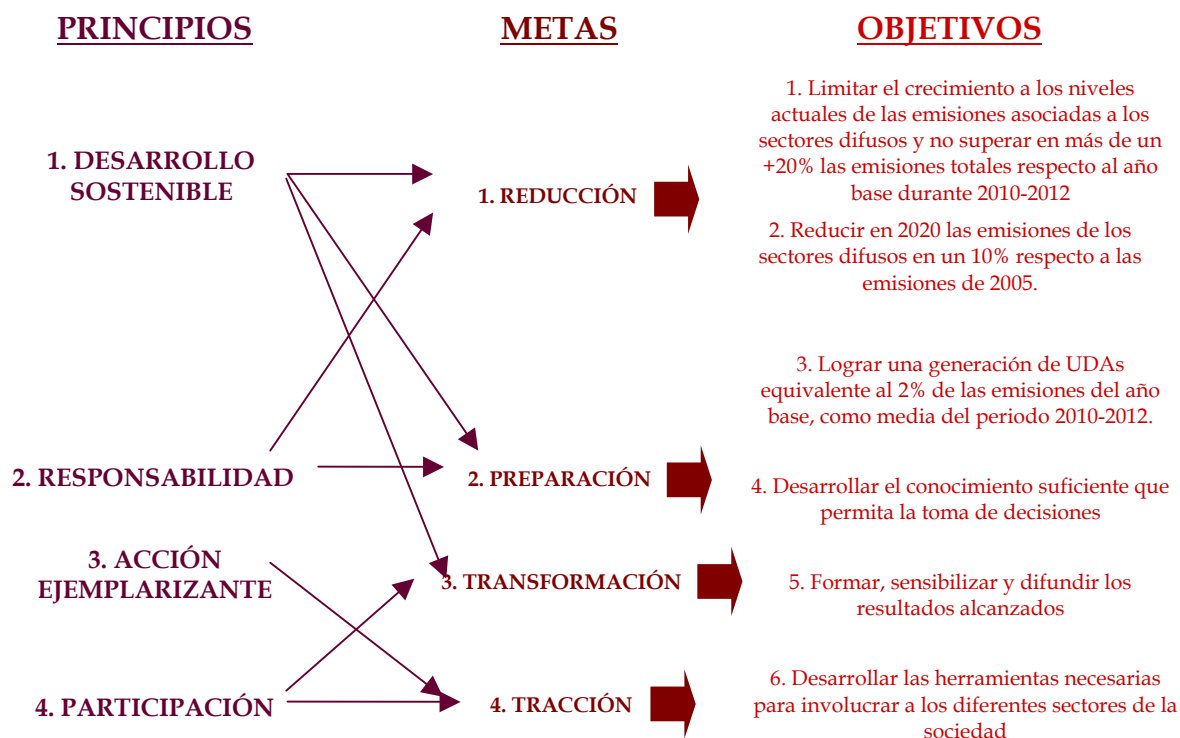 PRINCIPIOS
METAS
OBJETIVOS
1. DESARROLLO
SOSTENIBLE
2. RESPONSABILIDAD
3. ACCIÓN
EJEMPLARIZANTE
4. PARTICIPACIÓN
1. REDUCCIÓN
2. PREPARACIÓN
3. TRANSFORMACIÓN
4. TRACCIÓN
1. Limitar el crecimiento a los niveles
actuales de las emisiones asociadas a los
sectores difusos y no superar en más de un
+20% las emisiones totales respecto al año
base durante 2010-2012
2. Reducir en 2020 las emisiones de los
sectores difusos en un 10% respecto a las
emisiones de 2005.
3. Lograr una generación de UDAs
equivalente al 2% de las emisiones del año
base, como media del periodo 2010-2012.
4. Desarrollar el conocimiento suficiente que
permita la toma de decisiones
5. Formar, sensibilizar y difundir los
resultados alcanzados
6. Desarrollar las herramientas necesarias
para involucrar a los diferentes sectores de la
sociedad